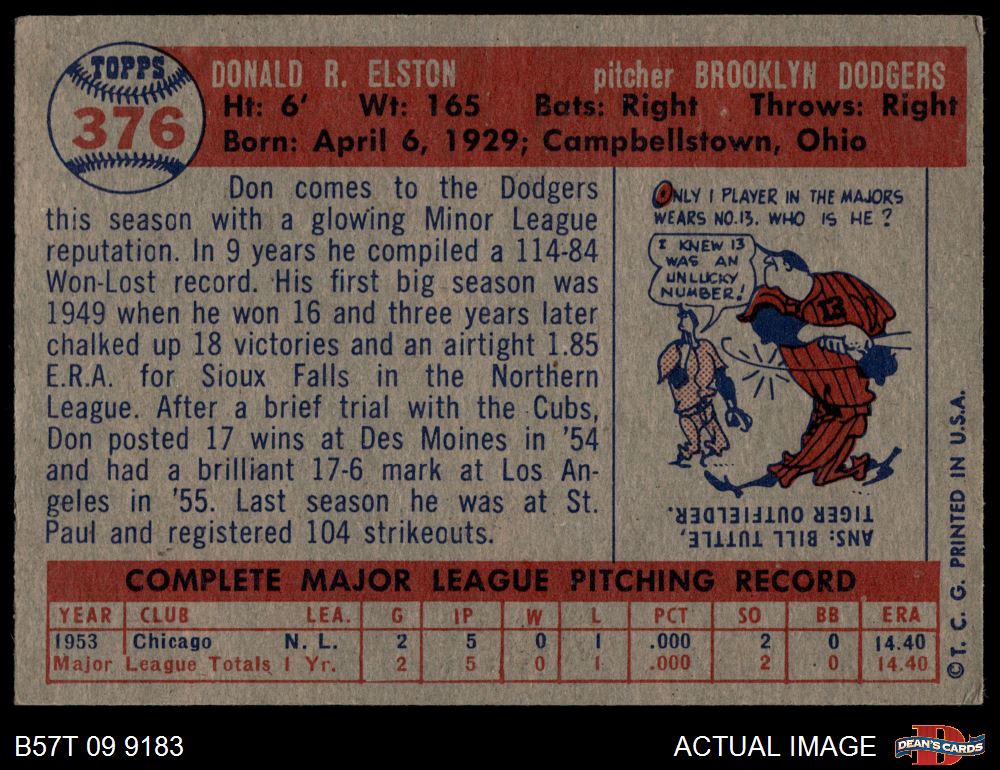 TOPPS
376
DONALD R. ELSTON pitcher BROOKLYN DODGERS
Ht: 6' Wt: 165 Bats: Right Throws: Right
Born: April 6, 1929; Campbellstown, Ohio
Don comes to the Dodgers
this season with a glowing Minor League
reputation. In 9 years he compiled a 114-84
Won-Lost record. His first big season was
1949 when he won 16 and three years later
chalked up 18 victories and an airtight 1.85
E.R.A. for Sioux Falls in the Northern
League. After a brief trial with the Cubs,
Don posted 17 wins at Des Moines in '54
and had a brilliant 17-6 mark at Los An-
geles in '55. Last season he was at St.
Paul and registered 104 strikeouts.
ONLY 1 PLAYER IN THE MAJORS
WEARS NO. 13. WHO IS HE?
I KNEW 13
WAS AN
UNLUCKY
NUMBER!
13
ANS: BILL TUTTLE,
TIGER OUTFIELDER.
COMPLETE MAJOR LEAGUE PITCHING RECORD
YEAR CLUB LEA. G IP W L PCT SO BB ERA
1953 Chicago N. L. 2 5 0 1 .000 2 0 14.40
Major League Totals 1 Yr. 2 5 0 1 .000 2 0 14.40
© T. C. G. PRINTED IN U.S.A.
B57T 09 9183 ACTUAL IMAGE
D
DEAN'S CARDS